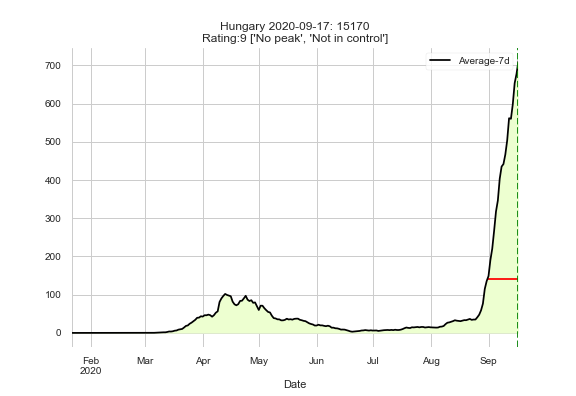 Hungary 2020-09-17: 15170
Rating:9 ['No peak', 'Not in control']
Average-7d
700
600
500
400
300
200
100
0
Feb Mar Apr May Jun Jul Aug Sep
2020
Date